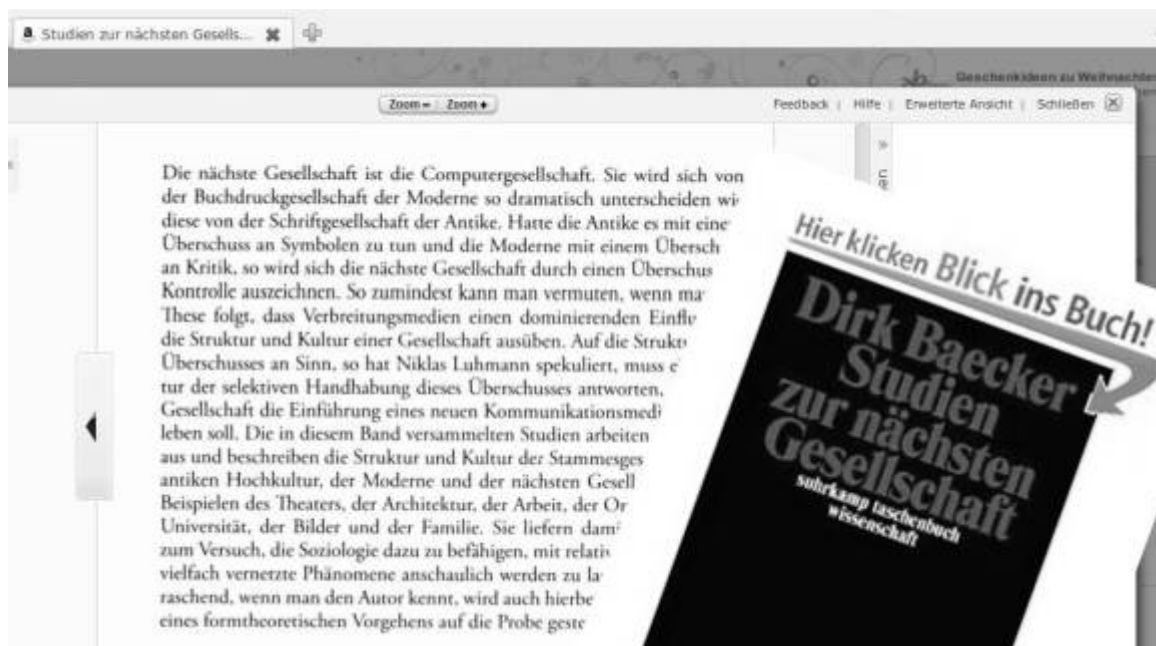 Studien zur nächsten Gesells...
Geschenkideen zu Weihnachten
Zoom – Zoom +
Feedback | Hilfe | Erweiterte Ansicht | Schließen
Die nächste Gesellschaft ist die Computergesellschaft. Sie wird sich von
der Buchdruckgesellschaft der Moderne so dramatisch unterscheiden wi
diese von der Schriftgesellschaft der Antike. Hatte die Antike es mit eine
Überschuss an Symbolen zu tun und die Moderne mit einem Übersch
an Kritik, so wird sich die nächste Gesellschaft durch einen Überschus
Kontrolle auszeichnen. So zumindest kann man vermuten, wenn ma
These folgt, dass Verbreitungsmedien einen dominierenden Einflu
die Struktur und Kultur einer Gesellschaft ausüben. Auf die Strukt
Überschusses an Sinn, so hat Niklas Luhmann spekuliert, muss e
tur der selektiven Handhabung dieses Überschusses antworten,
Gesellschaft die Einführung eines neuen Kommunikationsmedi
leben soll. Die in diesem Band versammelten Studien arbeiten
aus und beschreiben die Struktur und Kultur der Stammesges
antiken Hochkultur, der Moderne und der nächsten Gesell
Beispielen des Theaters, der Architektur, der Arbeit, der Or
Universität, der Bilder und der Familie. Sie liefern dami
zum Versuch, die Soziologie dazu zu befähigen, mit relativ
vielfach vernetzte Phänomene anschaulich werden zu la
raschend, wenn man den Autor kennt, wird auch hierbe
eines formtheoretischen Vorgehens auf die Probe geste
Hier klicken Blick ins Buch!
Dirk Baecker
Studien
zur nächsten
Gesellschaft
suhrkamp taschenbuch
wissenschaft